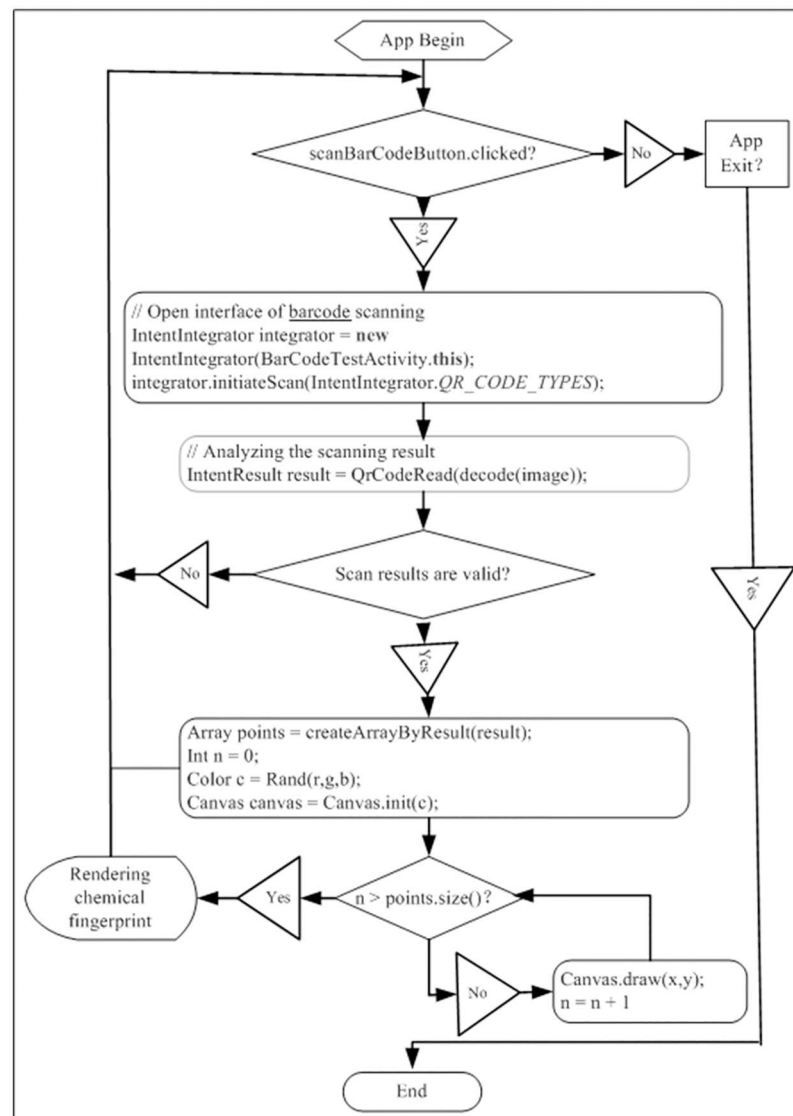 App Begin
scanBarCodeButton.clicked?
No
App
Exit?
Yes
// Open interface of barcode scanning
IntentIntegrator integrator = new
IntentIntegrator(BarCodeTestActivity.this);
integrator.initiateScan(IntentIntegrator.QR_CODE_TYPES);
// Analyzing the scanning result
IntentResult result = QrCodeRead(decode(image));
No
Scan results are valid?
Yes
Yes
Array points = createArrayByResult(result);
Int n = 0;
Color c = Rand(r,g,b);
Canvas canvas = Canvas.init(c);
Rendering
chemical
fingerprint
Yes
n > points.size()?
No
Canvas.draw(x,y);
n = n + 1
End